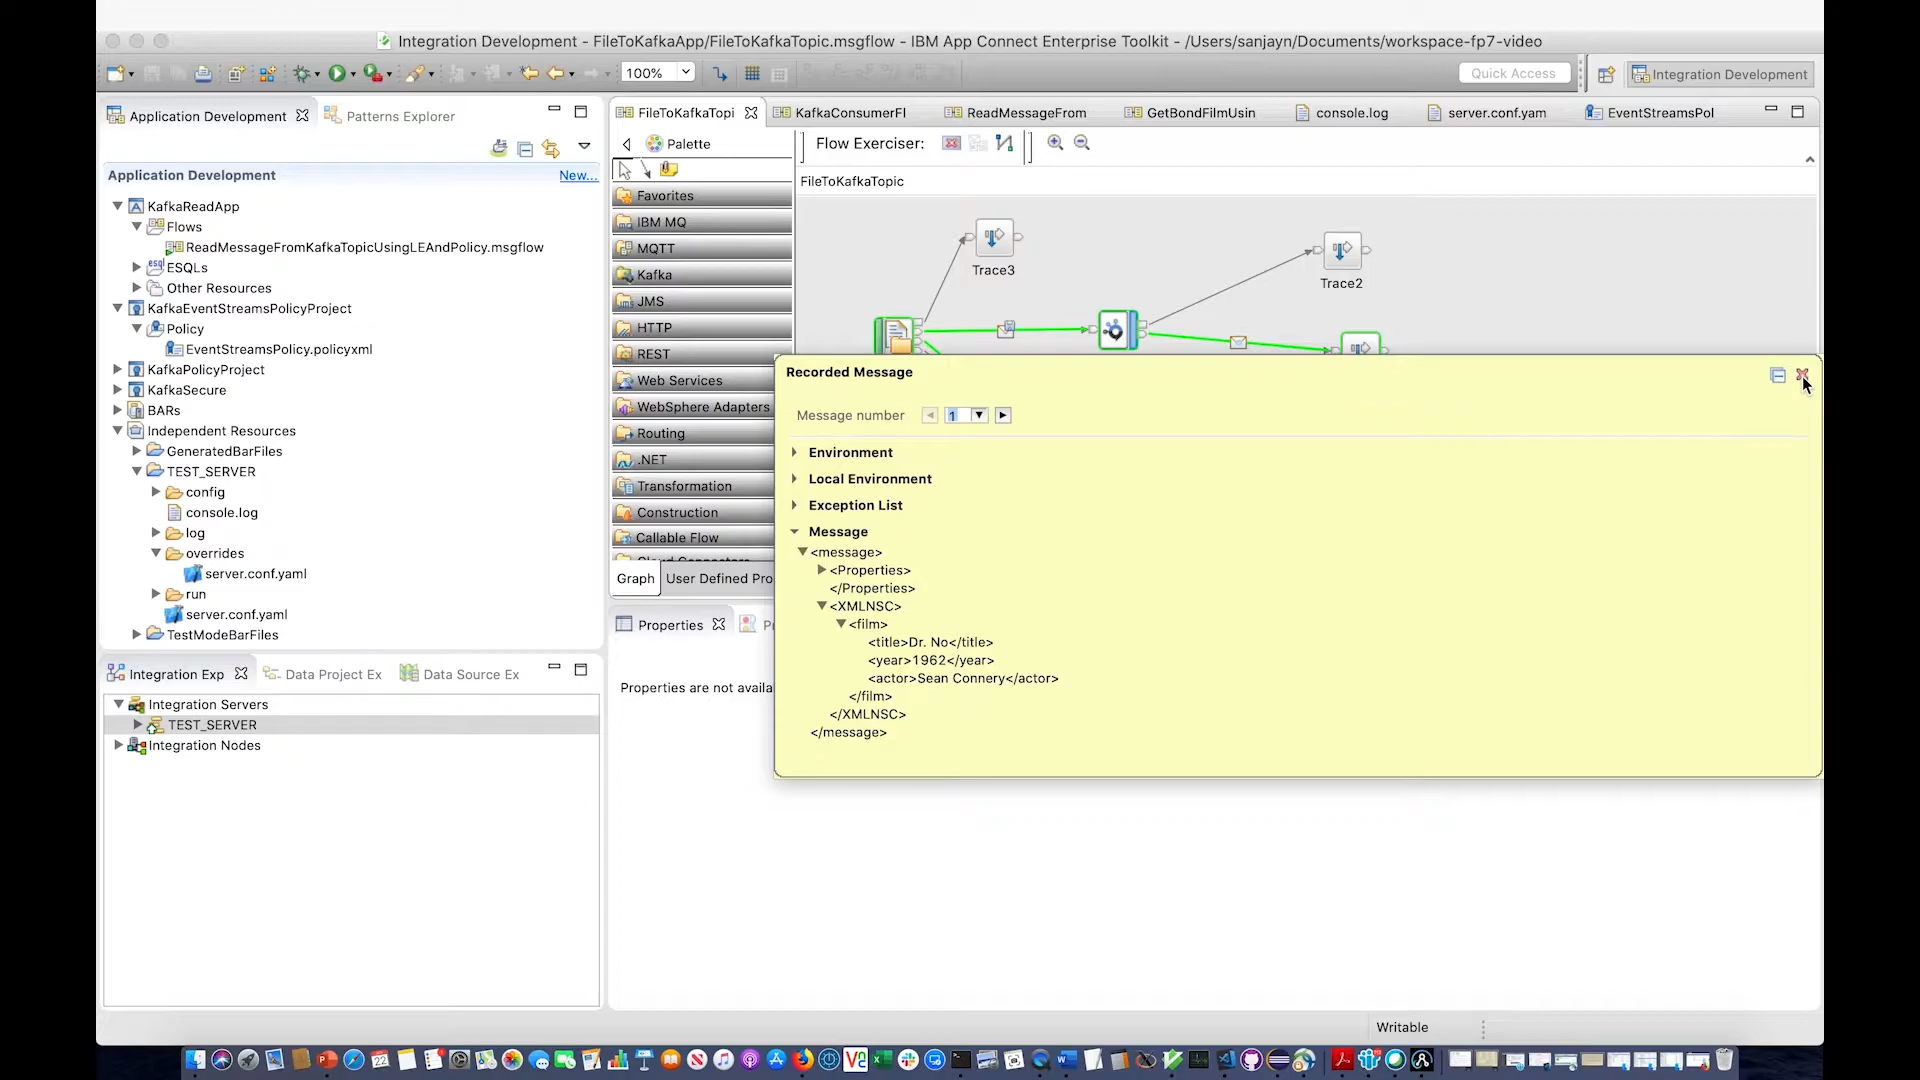 Integration Development - FileToKafkaApp/FileToKafkaTopic.msgflow - IBM App Connect Enterprise Toolkit - /Users/sanjayn/Documents/workspace-fp7-video
100%
Quick Access
Integration Development
Application Development
Patterns Explorer
Application Development
New...
KafkaReadApp
Flows
ReadMessageFromKafkaTopicUsingLEAndPolicy.msgflow
ESQLs
Other Resources
KafkaEventStreamsPolicyProject
Policy
EventStreamsPolicy.policyxml
KafkaPolicyProject
KafkaSecure
BARs
Independent Resources
GeneratedBarFiles
TEST_SERVER
config
console.log
log
overrides
server.conf.yaml
run
server.conf.yaml
TestModeBarFiles
Integration Exp
Data Project Ex
Data Source Ex
Integration Servers
TEST_SERVER
Integration Nodes
FileToKafkaTopi
KafkaConsumerFl
ReadMessageFrom
GetBondFilmUsin
console.log
server.conf.yam
EventStreamsPol
Palette
Flow Exerciser:
FileToKafkaTopic
Favorites
IBM MQ
MQTT
Kafka
JMS
HTTP
REST
Web Services
WebSphere Adapters
Routing
.NET
Transformation
Construction
Callable Flow
Graph
User Defined Pro
Trace3
Trace2
Properties
Properties are not availa
Recorded Message
Message number
1
Environment
Local Environment
Exception List
Message
<message>
<Properties>
</Properties>
<XMLNSC>
<film>
<title>Dr. No</title>
<year>1962</year>
<actor>Sean Connery</actor>
</film>
</XMLNSC>
</message>
Writable